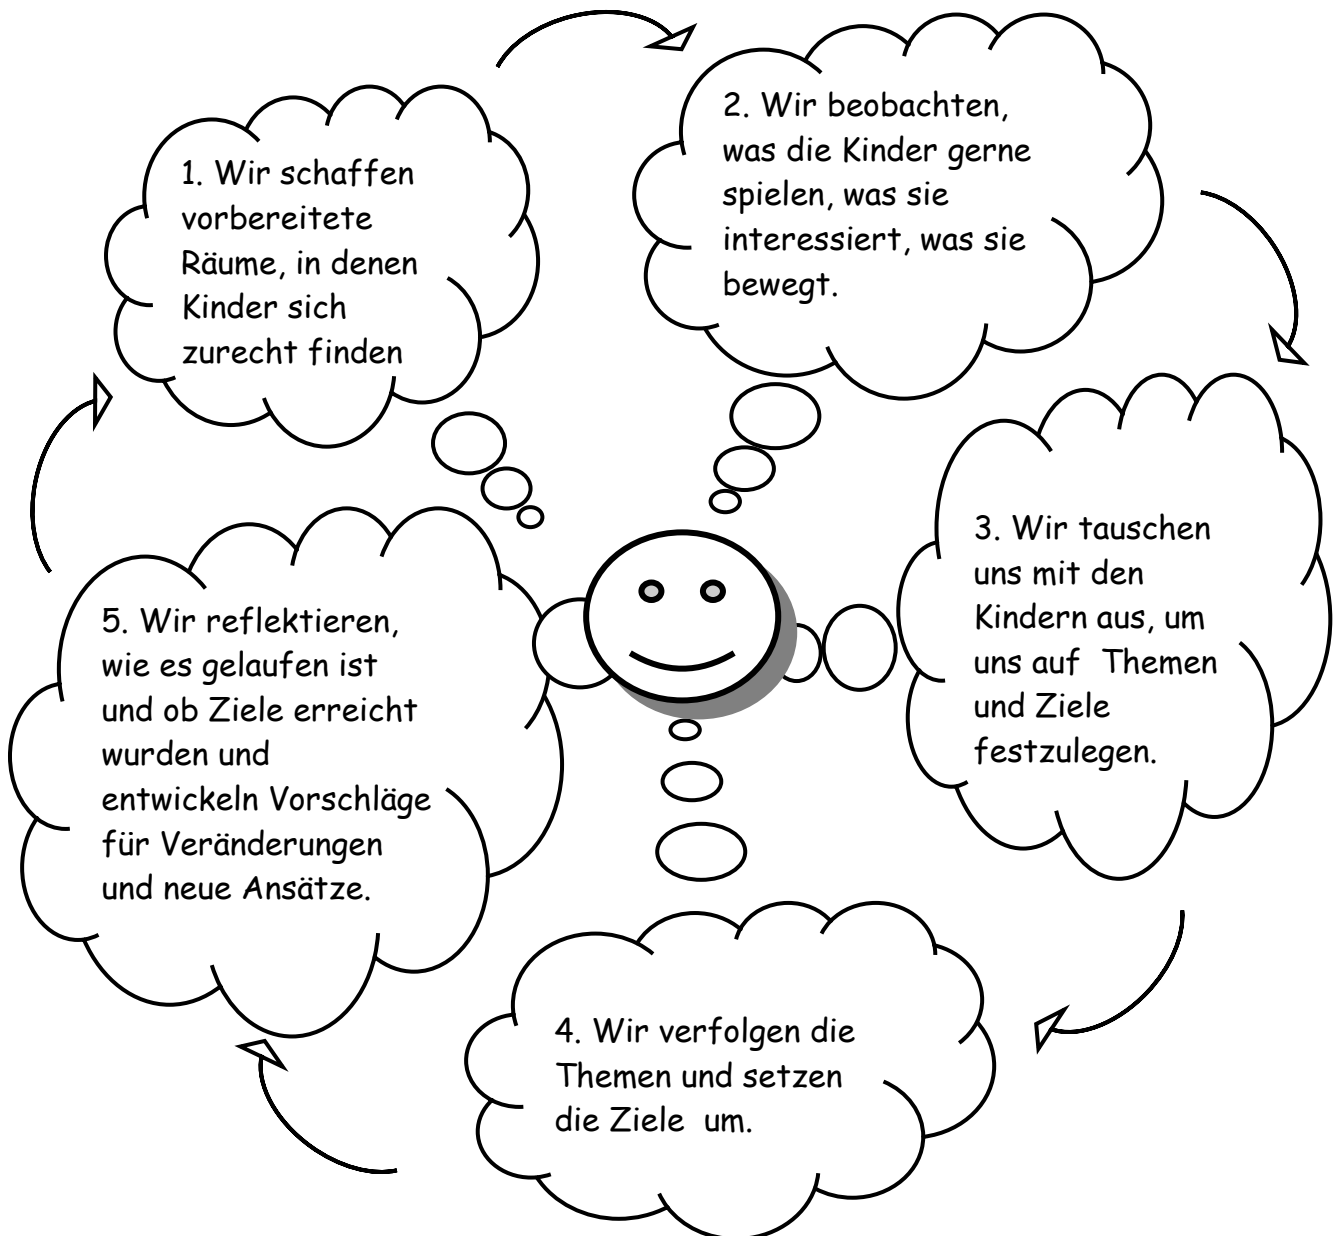 1. Wir schaffen
vorbereitete
Räume, in denen
Kinder sich
zurecht finden
2. Wir beobachten,
was die Kinder gerne
spielen, was sie
interessiert, was sie
bewegt.
3. Wir tauschen
uns mit den
Kindern aus, um
uns auf  Themen
und Ziele
festzulegen.
4. Wir verfolgen die
Themen und setzen
die Ziele  um.
5. Wir reflektieren,
wie es gelaufen ist
und ob Ziele erreicht
wurden und
entwickeln Vorschläge
für Veränderungen
und neue Ansätze.